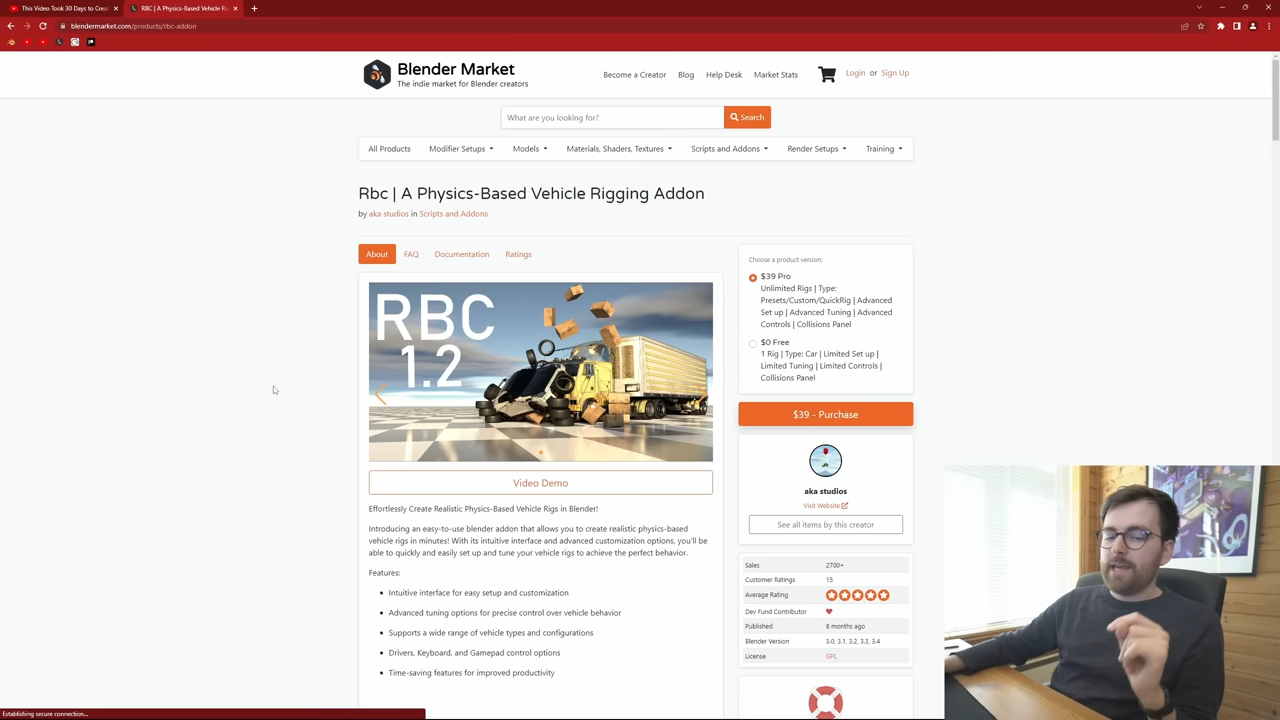 This Video Took 30 Days to Crea
RBC | A Physics-Based Vehicle Ri
blendermarket.com/products/rbc-addon
Blender Market
The indie market for Blender creators
Become a Creator
Blog
Help Desk
Market Stats
Login or Sign Up
What are you looking for?
Search
All Products
Modifier Setups
Models
Materials, Shaders, Textures
Scripts and Addons
Render Setups
Training
Rbc | A Physics-Based Vehicle Rigging Addon
by aka studios in Scripts and Addons
About
FAQ
Documentation
Ratings
RBC
1.2
Video Demo
Effortlessly Create Realistic Physics-Based Vehicle Rigs in Blender!
Introducing an easy-to-use blender addon that allows you to create realistic physics-based
vehicle rigs in minutes! With its intuitive interface and advanced customization options, you'll be
able to quickly and easily set up and tune your vehicle rigs to achieve the perfect behavior.
Features:
Intuitive interface for easy setup and customization
Advanced tuning options for precise control over vehicle behavior
Supports a wide range of vehicle types and configurations
Drivers, Keyboard, and Gamepad control options
Time-saving features for improved productivity
Choose a product version:
$39 Pro
Unlimited Rigs | Type:
Presets/Custom/QuickRig | Advanced
Set up | Advanced Tuning | Advanced
Controls | Collisions Panel
$0 Free
1 Rig | Type: Car | Limited Set up |
Limited Tuning | Limited Controls |
Collisions Panel
$39 - Purchase
aka studios
Visit Website
See all items by this creator
Sales 2700+
Customer Ratings 15
Average Rating
Dev Fund Contributor
Published 8 months ago
Blender Version 3.0, 3.1, 3.2, 3.3, 3.4
License GPL
Establishing secure connection...